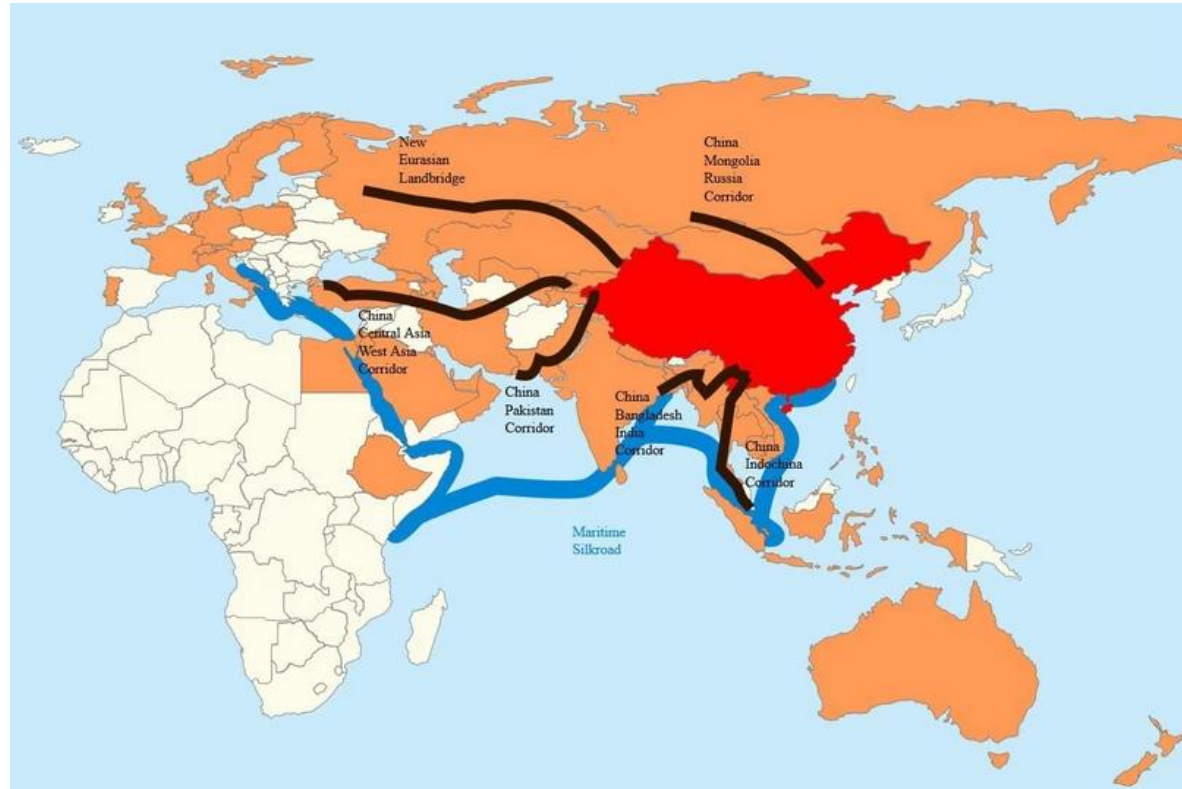 New
Eurasian
Landbridge
China
Mongolia
Russia
Corridor
China
Central Asia
West Asia
Corridor
China
Pakistan
Corridor
China
Bangladesh
India
Corridor
China
Indochina
Corridor
Maritime
Silkroad